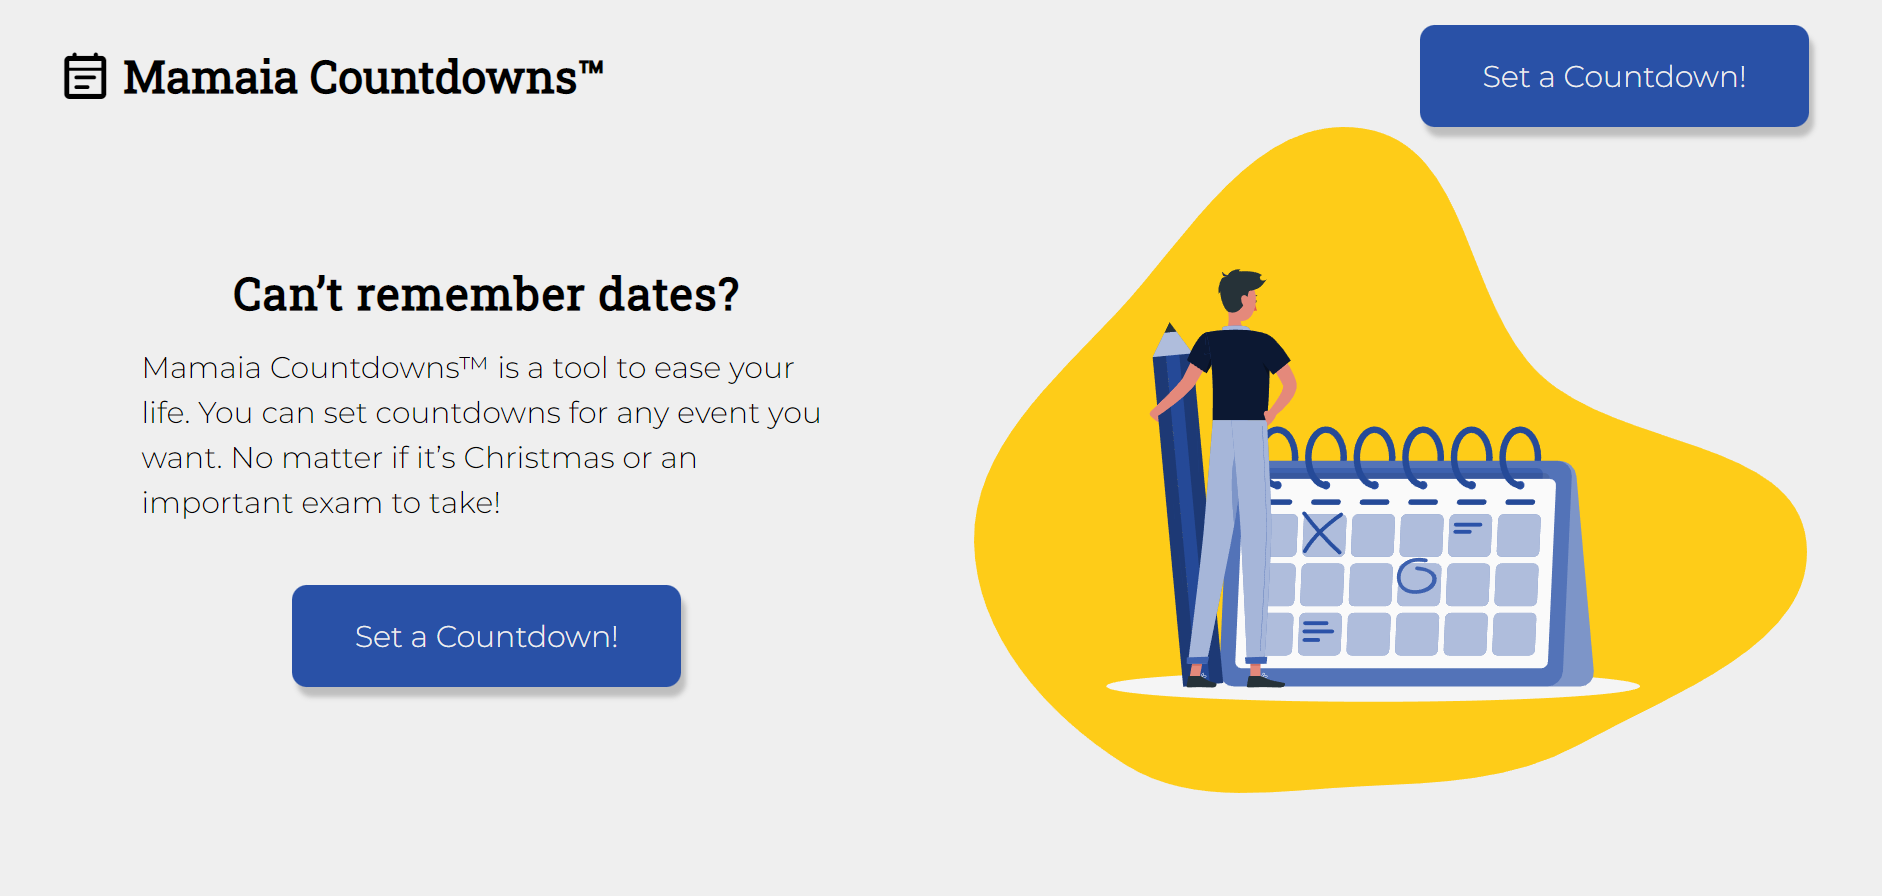 Mamaia Countdowns™
Set a Countdown!
Can’t remember dates?
Mamaia Countdowns™ is a tool to ease your
life. You can set countdowns for any event you
want. No matter if it’s Christmas or an
important exam to take!
Set a Countdown!